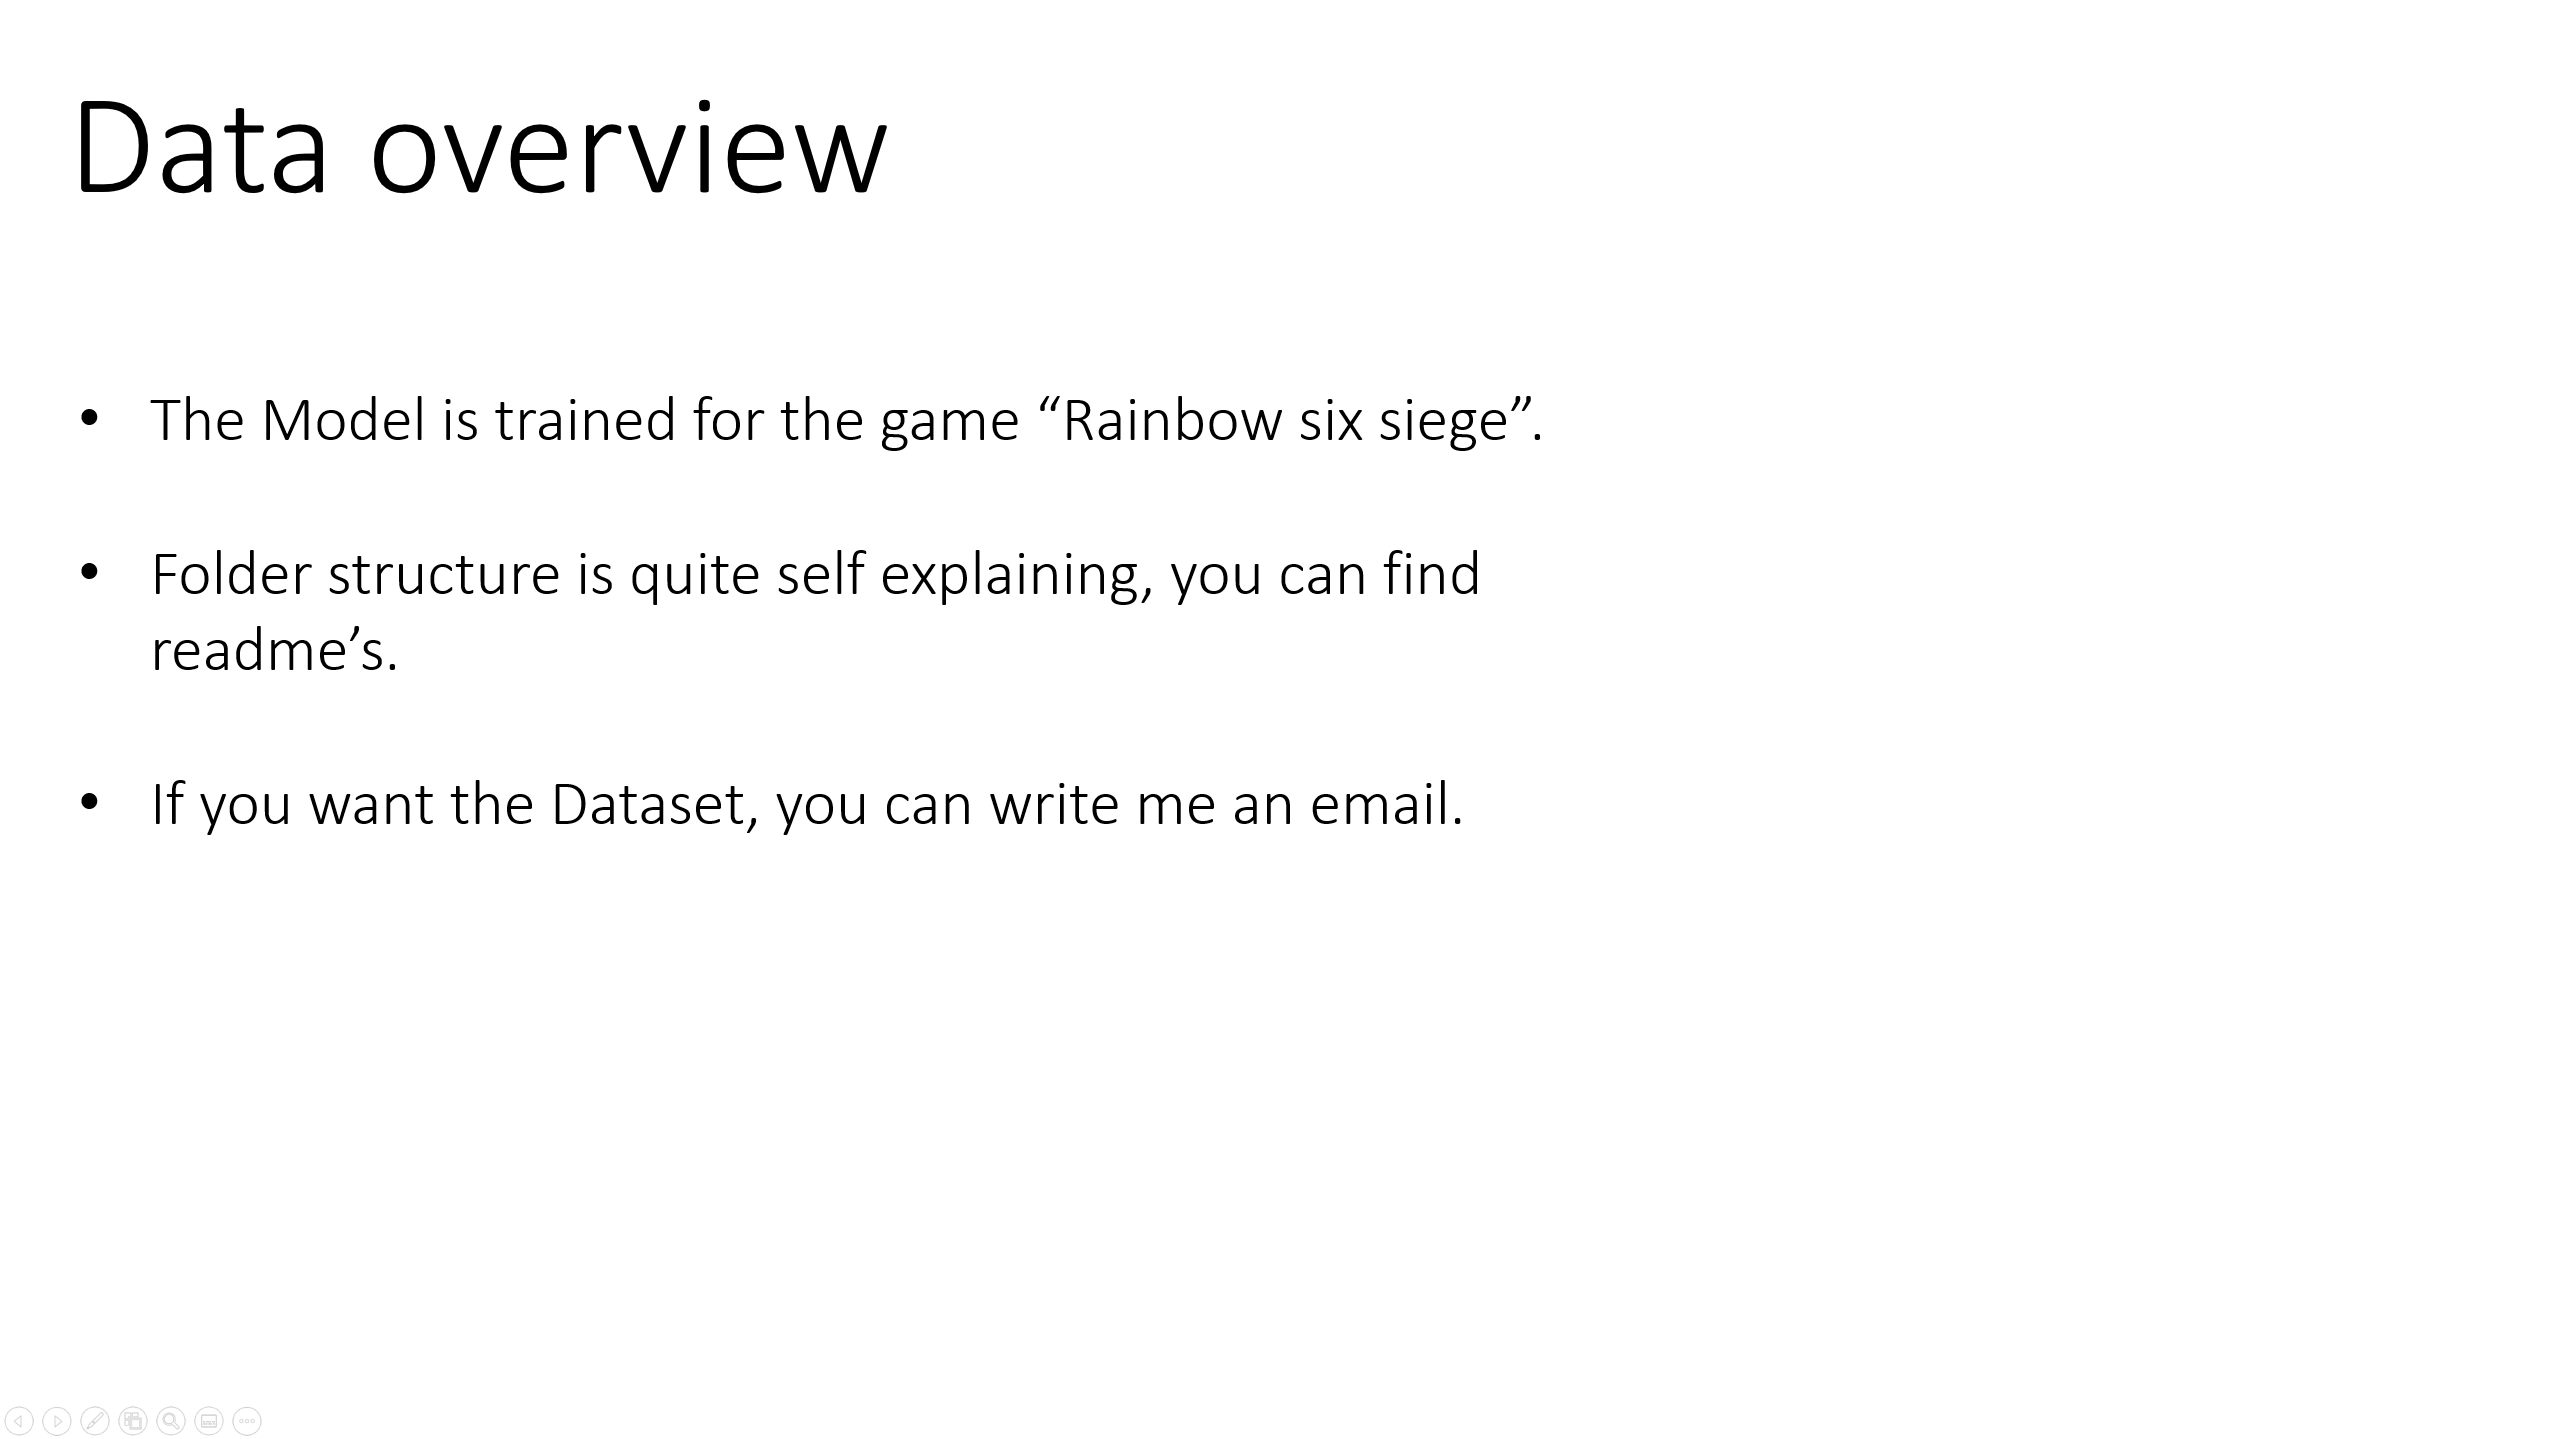 Data overview
• The Model is trained for the game “Rainbow six siege”.
• Folder structure is quite self explaining, you can find
readme’s.
• If you want the Dataset, you can write me an email.